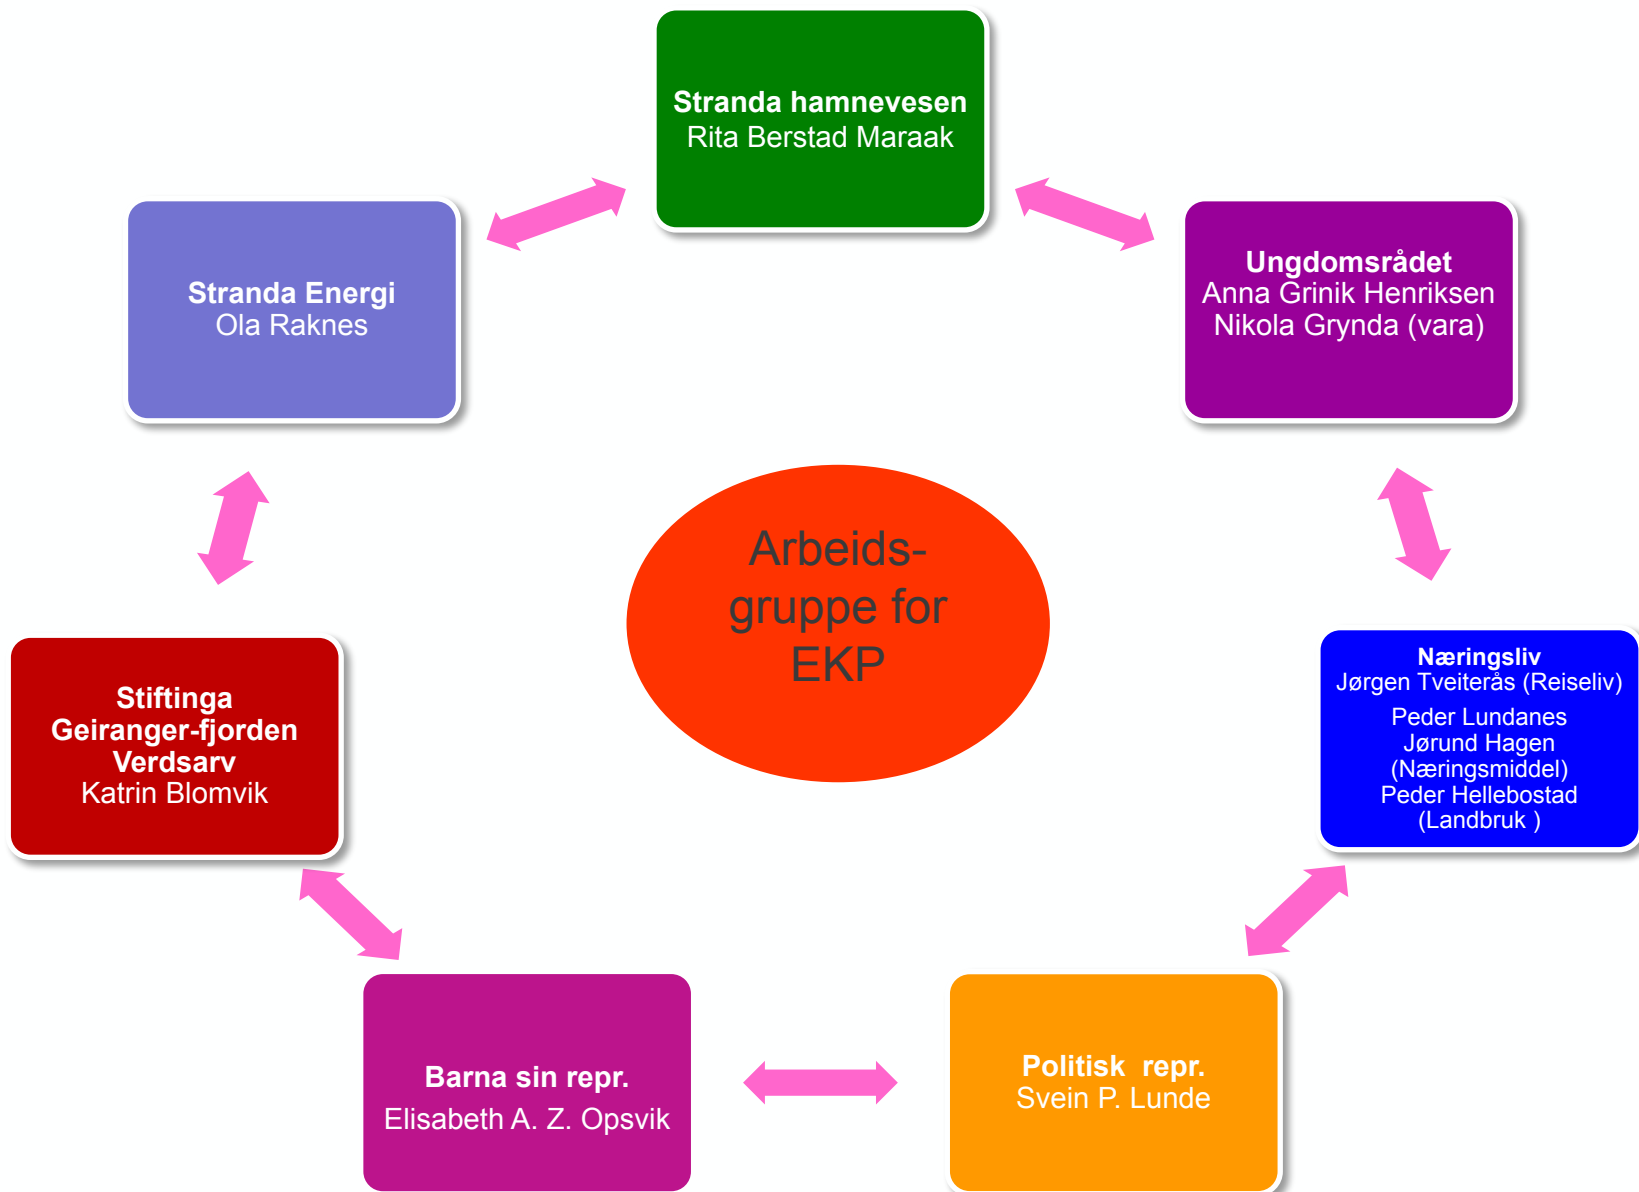 Stranda hamnevesen
Rita Berstad Maraak
Stranda Energi
Ola Raknes
Ungdomsrådet
Anna Grinik Henriksen
Nikola Grynda (vara)
Arbeids-
gruppe for
EKP
Stiftinga
Geiranger-fjorden
Verdsarv
Katrin Blomvik
Næringsliv
Jørgen Tveiterås (Reiseliv)
Peder Lundanes
Jørund Hagen
(Næringsmiddel)
Peder Hellebostad
(Landbruk )
Barna sin repr.
Elisabeth A. Z. Opsvik
Politisk  repr.
Svein P. Lunde